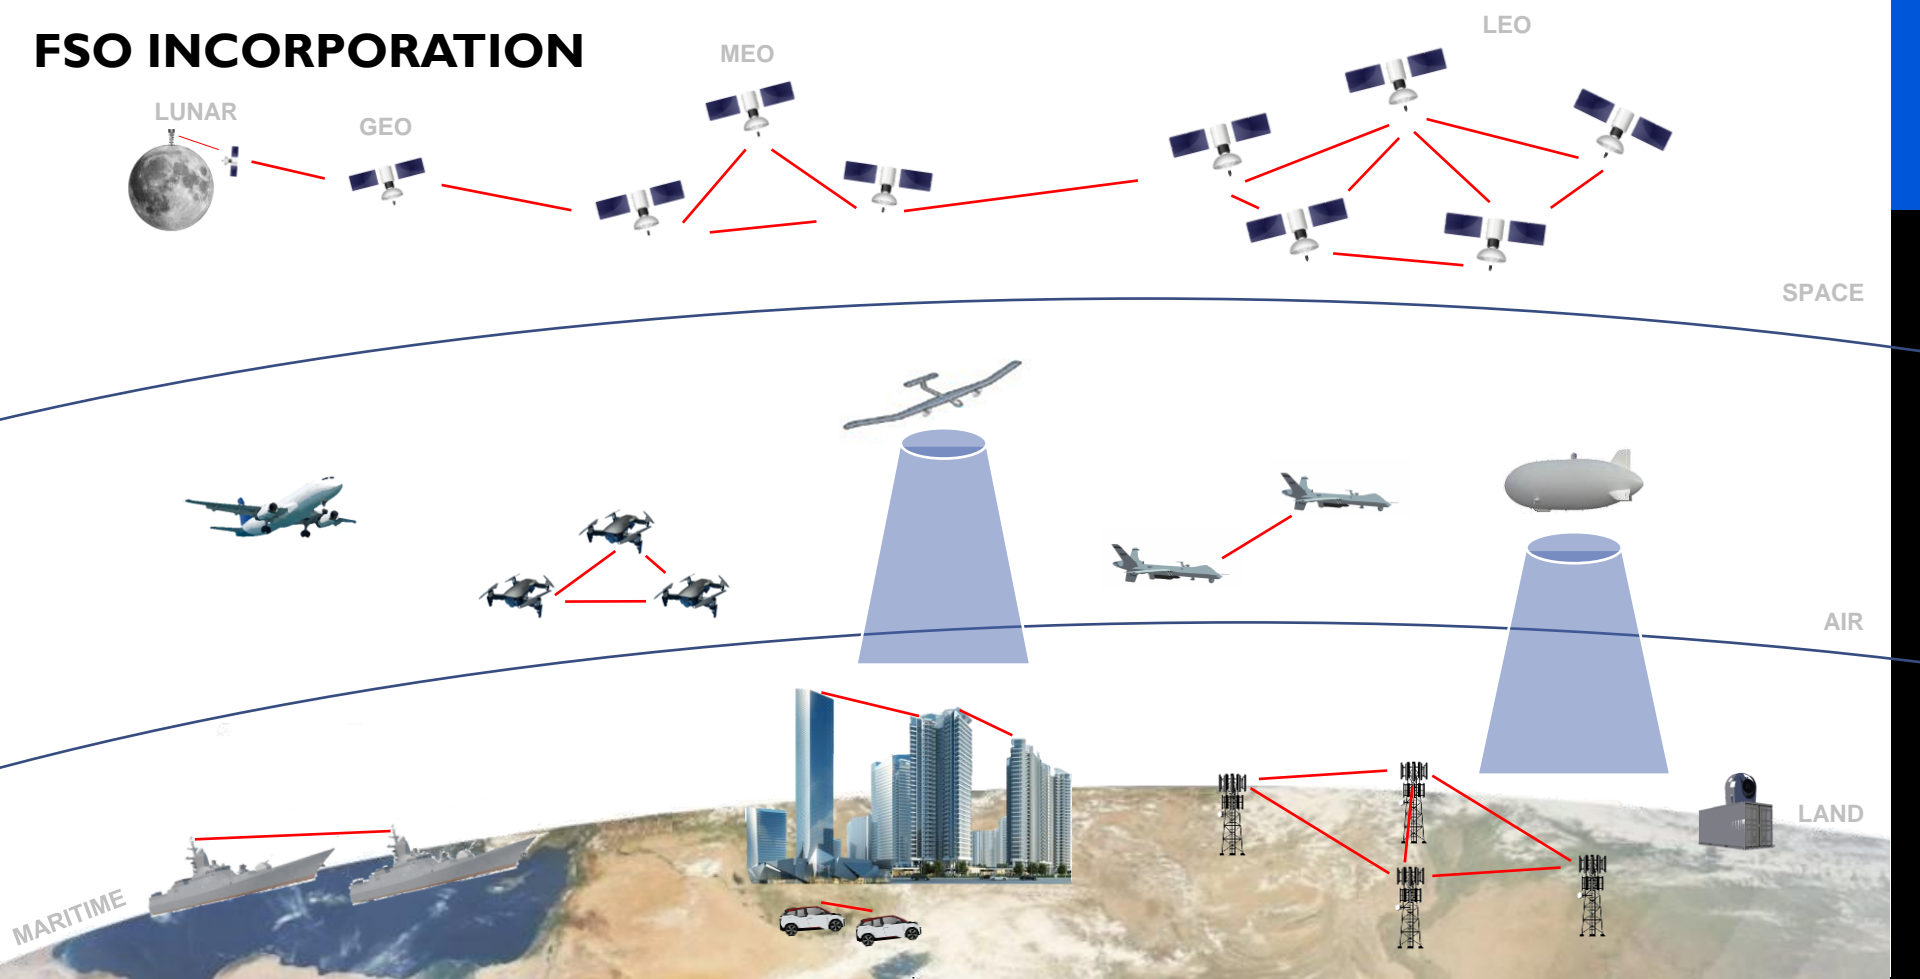 FSO INCORPORATION
LUNAR
GEO
MEO
LEO
SPACE
AIR
LAND
MARITIME